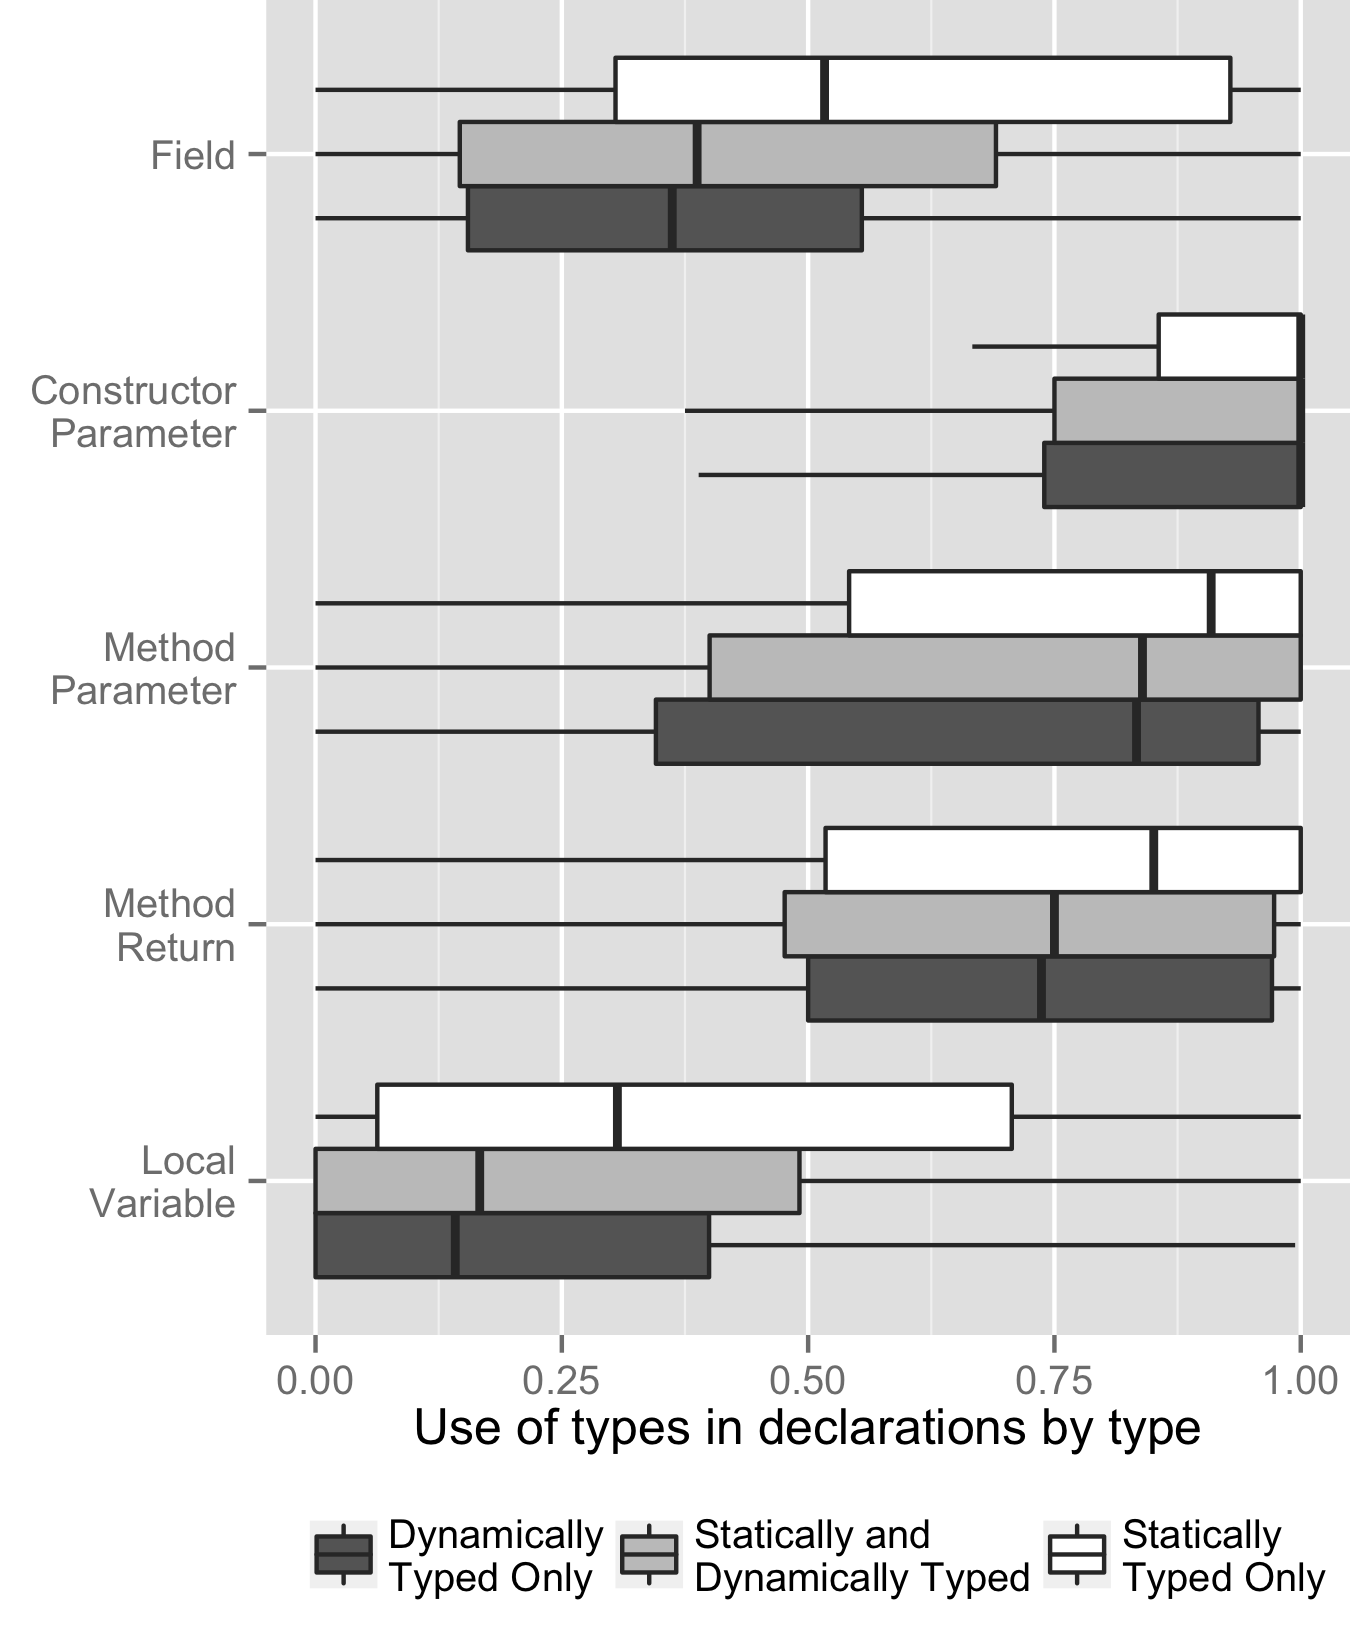 Field
Constructor
Parameter
Method
Parameter
Method
Return
Local
Variable
0.00 0.25 0.50 0.75 1.00
Use of types in declarations by type
Dynamically Statically and Statically
Typed Only Dynamically Typed Typed Only